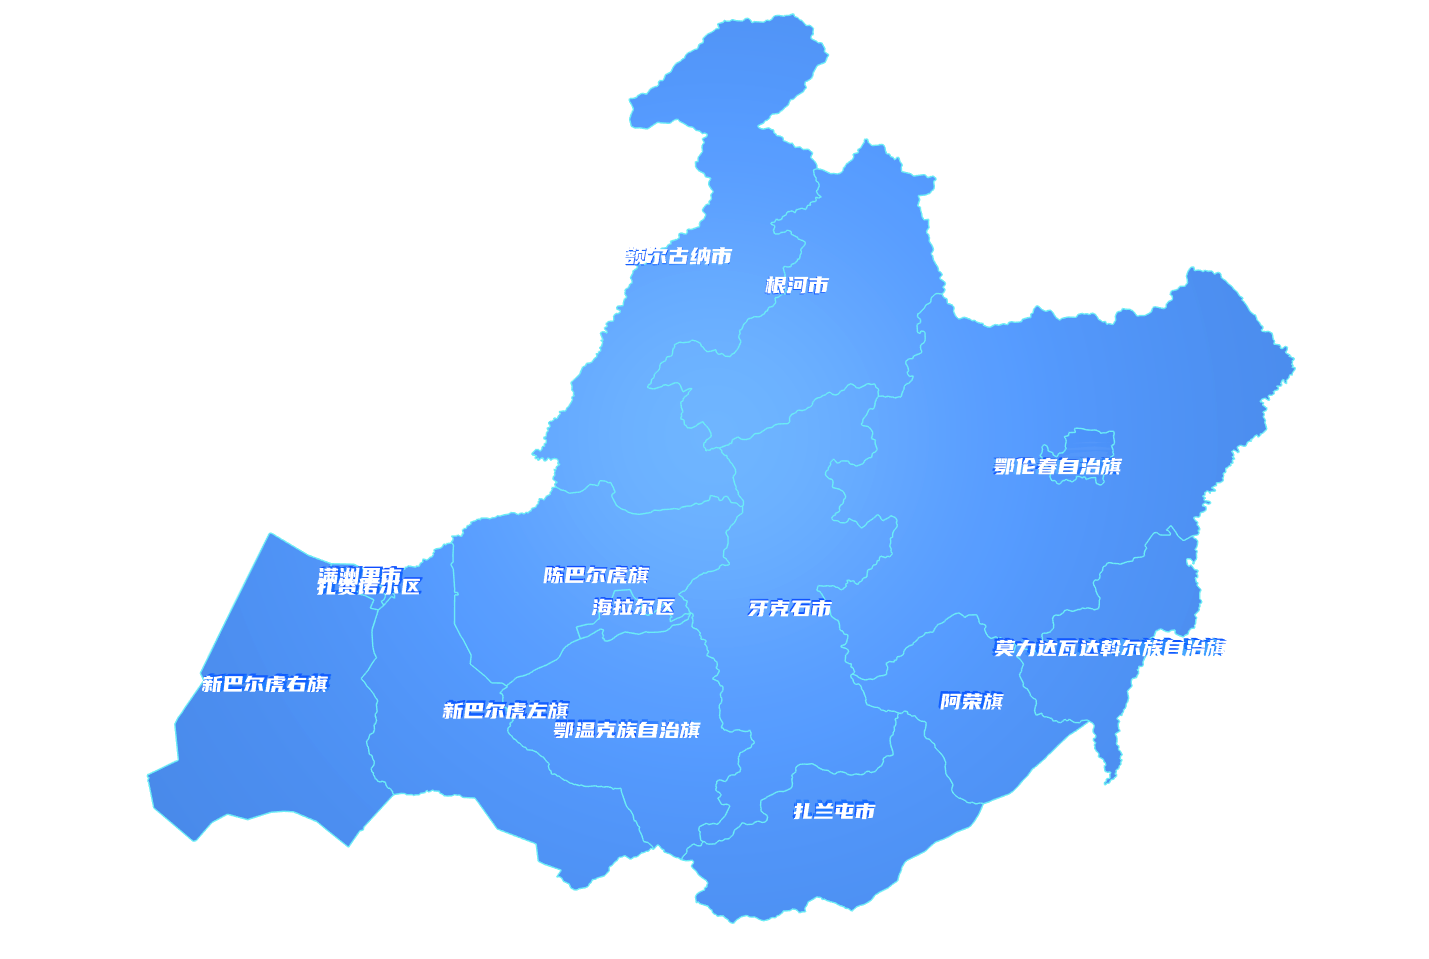 额尔古纳市
根河市
鄂伦春自治旗
满洲里市
扎赉诺尔区
陈巴尔虎旗
海拉尔区
牙克石市
莫力达瓦达斡尔族自治旗
新巴尔虎右旗
阿荣旗
新巴尔虎左旗
鄂温克族自治旗
扎兰屯市